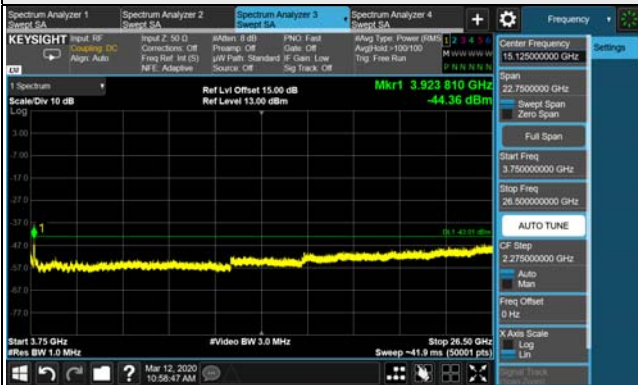 Spectrum Analyzer 1
Swept SA
Spectrum Analyzer 2
Swept SA
Spectrum Analyzer 3
Swept SA
Spectrum Analyzer 4
Swept SA
+
Frequency
KEYSIGHT
Input: RF
Coupling: DC
Align: Auto
Input Z: 50 Ω
Corrections: Off
Freq Ref: Int (S)
NFE: Adaptive
#Atten: 8 dB
Preamp: Off
µW Path: Standard
Source: Off
PNO: Fast
Gate: Off
IF Gain: Low
Sig Track: Off
#Avg Type: Power (RMS
Avg|Hold:>100/100
Trig: Free Run
1 2 3 4 5 6
M W W W W W
P N N N N N
LW
1 Spectrum
Scale/Div 10 dB
Log
Ref Lvl Offset 15.00 dB
Ref Level 13.00 dBm
Mkr1 3.923 810 GHz
-44.36 dBm
3.00
-7.00
-17.0
-27.0
-37.0
-47.0
-57.0
-67.0
-77.0
1
DL1 -43.01 dBm
Start 3.75 GHz
#Res BW 1.0 MHz
#Video BW 3.0 MHz
Stop 26.50 GHz
Sweep ~41.9 ms (50001 pts)
Center Frequency
15.125000000 GHz
Settings
Span
22.7500000 GHz
Swept Span
Zero Span
Full Span
Start Freq
3.750000000 GHz
Stop Freq
26.500000000 GHz
AUTO TUNE
CF Step
2.275000000 GHz
Auto
Man
Freq Offset
0 Hz
X Axis Scale
Log
Lin
Signal Track
?
Mar 12, 2020
10:58:47 AM